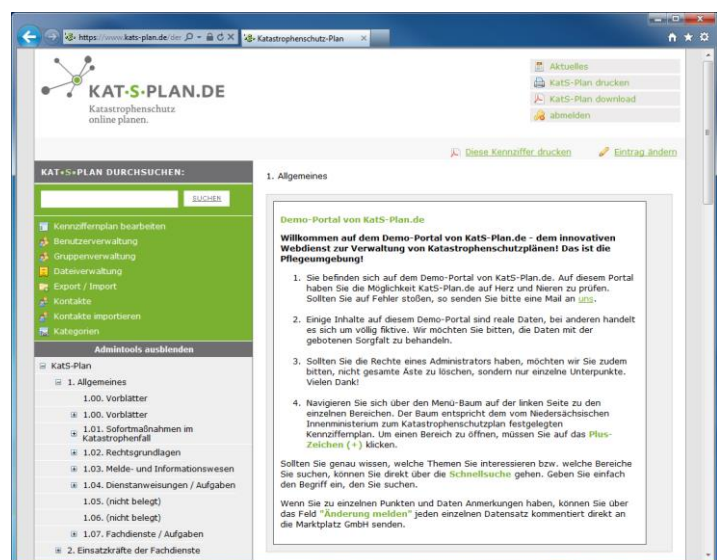 https://www.kats-plan.de/de
Katastrophenschutz-Plan
KAT·S·PLAN.DE
Katastrophenschutz
online planen.
Aktuelles
KatS-Plan drucken
KatS-Plan download
abmelden
Diese Kennziffer drucken
Eintrag ändern
KAT·S·PLAN DURCHSUCHEN:
SUCHEN
Kennziffernplan bearbeiten
Benutzerverwaltung
Gruppenverwaltung
Dateiverwaltung
Export / Import
Kontakte
Kontakte importieren
Kategorien
Admintools ausblenden
KatS-Plan
1. Allgemeines
1.00. Vorblätter
1.00. Vorblätter
1.01. Sofortmaßnahmen im
Katastrophenfall
1.02. Rechtsgrundlagen
1.03. Melde- und Informationswesen
1.04. Dienstanweisungen / Aufgaben
1.05. (nicht belegt)
1.06. (nicht belegt)
1.07. Fachdienste / Aufgaben
2. Einsatzkräfte der Fachdienste
1. Allgemeines
Demo-Portal von KatS-Plan.de
Willkommen auf dem Demo-Portal von KatS-Plan.de - dem innovativen
Webdienst zur Verwaltung von Katastrophenschutzplänen! Das ist die
Pflegeumgebung!
1. Sie befinden sich auf dem Demo-Portal von KatS-Plan.de. Auf diesem Portal
haben Sie die Möglichkeit KatS-Plan.de auf Herz und Nieren zu prüfen.
Sollten Sie auf Fehler stoßen, so senden Sie bitte eine Mail an uns.
2. Einige Inhalte auf diesem Demo-Portal sind reale Daten, bei anderen handelt
es sich um völlig fiktive. Wir möchten Sie bitten, die Daten mit der
gebotenen Sorgfalt zu behandeln.
3. Sollten Sie die Rechte eines Administrators haben, möchten wir Sie zudem
bitten, nicht gesamte Äste zu löschen, sondern nur einzelne Unterpunkte.
Vielen Dank!
4. Navigieren Sie sich über den Menü-Baum auf der linken Seite zu den
einzelnen Bereichen. Der Baum entspricht dem vom Niedersächsischen
Innenministerium zum Katastrophenschutzplan festgelegten
Kennziffernplan. Um einen Bereich zu öffnen, müssen Sie auf das Plus-
Zeichen (+) klicken.
Sollten Sie genau wissen, welche Themen Sie interessieren bzw. welche Bereiche
Sie suchen, können Sie direkt über die Schnellsuche gehen. Geben Sie einfach
den Begriff ein, den Sie suchen.
Wenn Sie zu einzelnen Punkten und Daten Anmerkungen haben, können Sie über
das Feld "Änderung melden" jeden einzelnen Datensatz kommentiert direkt an
die Marktplatz GmbH senden.